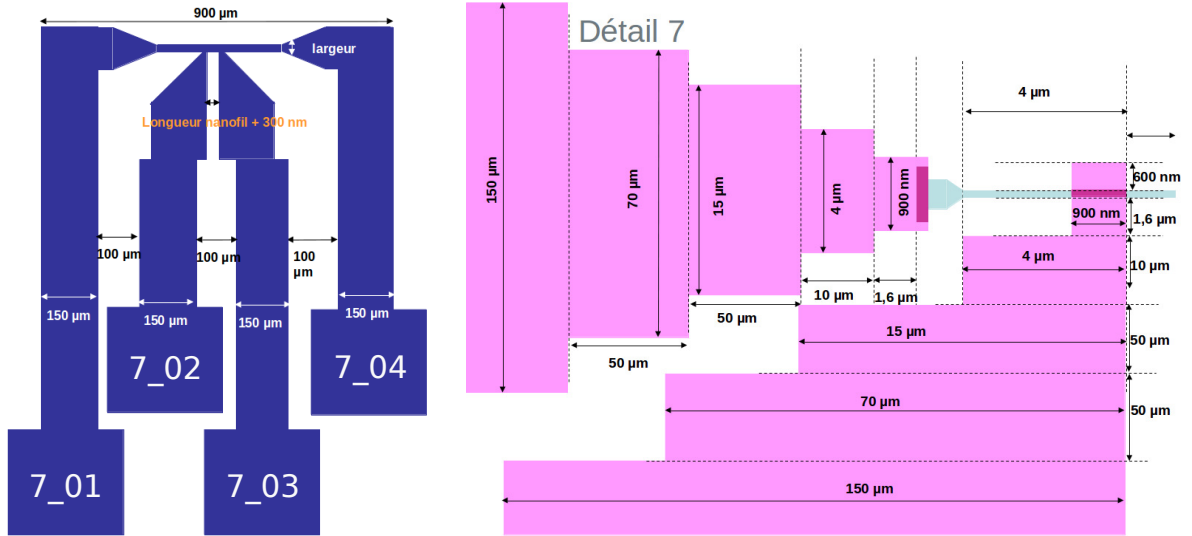 900 µm
largeur
Longueur nanofil + 300 nm
100 µm
100 µm
100
µm
150 µm
150 µm
150 µm
150 µm
7_02
7_04
7_01
7_03
Détail 7
150 µm
70 µm
15 µm
4 µm
900 nm
4 µm
600 nm
900 nm
1,6 µm
4 µm
10 µm
10 µm
1,6 µm
50 µm
15 µm
50 µm
50 µm
70 µm
50 µm
150 µm